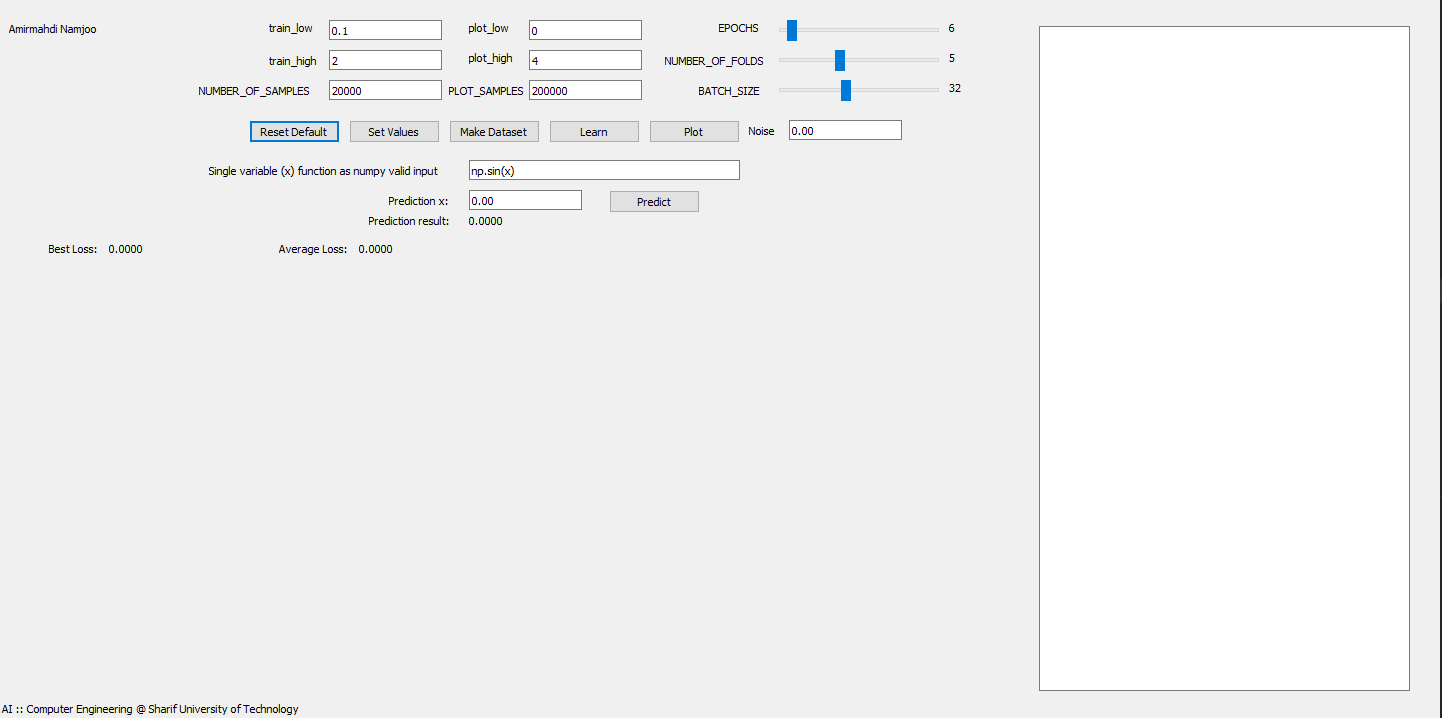 Amirmahdi Namjoo train_low 0.1 plot_low 0 EPOCHS 6
train_high 2 plot_high 4 NUMBER_OF_FOLDS 5
NUMBER_OF_SAMPLES 20000 PLOT_SAMPLES 200000 BATCH_SIZE 32
Reset Default Set Values Make Dataset Learn Plot Noise 0.00
Single variable (x) function as numpy valid input np.sin(x)
Prediction x: 0.00 Predict
Prediction result: 0.0000
Best Loss: 0.0000 Average Loss: 0.0000
AI :: Computer Engineering @ Sharif University of Technology